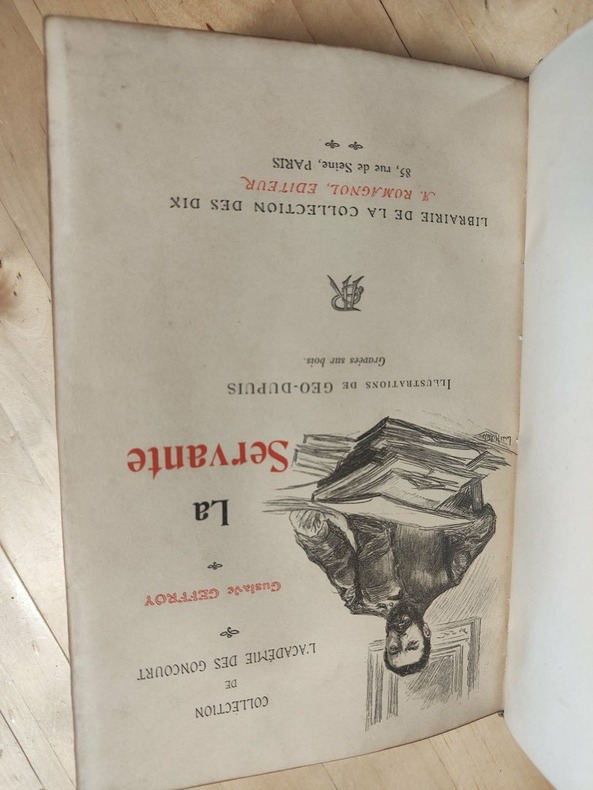 COLLECTION
DE
L'ACADÉMIE DES GONCOURT
Gustave GEFFROY
La
Servante
ILLUSTRATIONS DE GEO-DUPUIS
Gravées sur bois.
LIBRAIRIE DE LA COLLECTION DES DIX
A. ROMAGNOL, EDITEUR
85, rue de Seine, PARIS